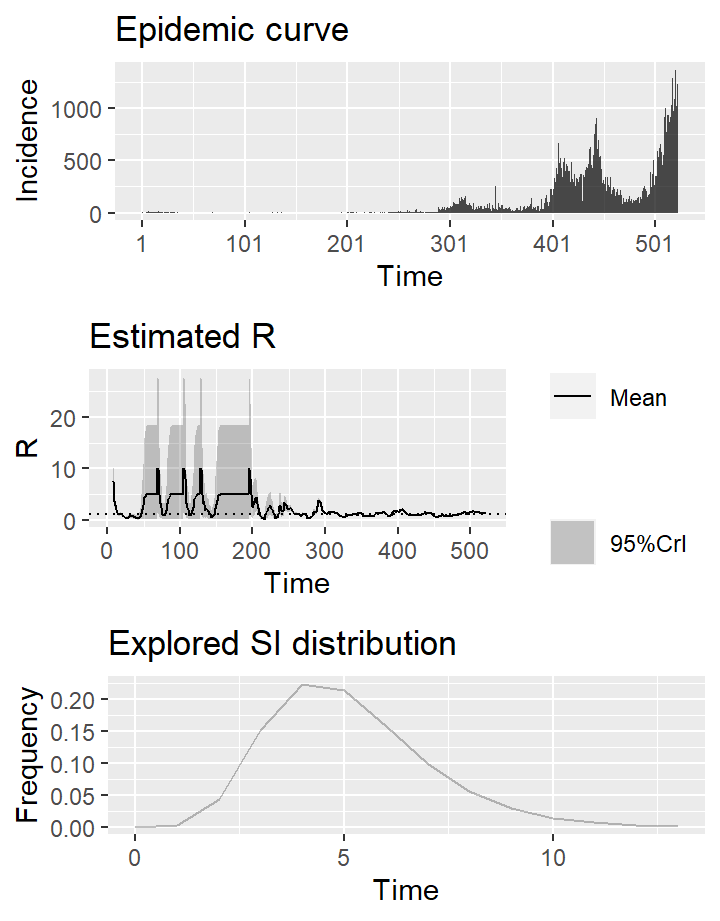 Epidemic curve
Incidence
1000
500
0
1 101 201 301 401 501
Time
Estimated R
R
20
10
0
0 100 200 300 400 500
Time
Mean
95%CrI
Explored SI distribution
Frequency
0.20
0.15
0.10
0.05
0.00
0 5 10
Time